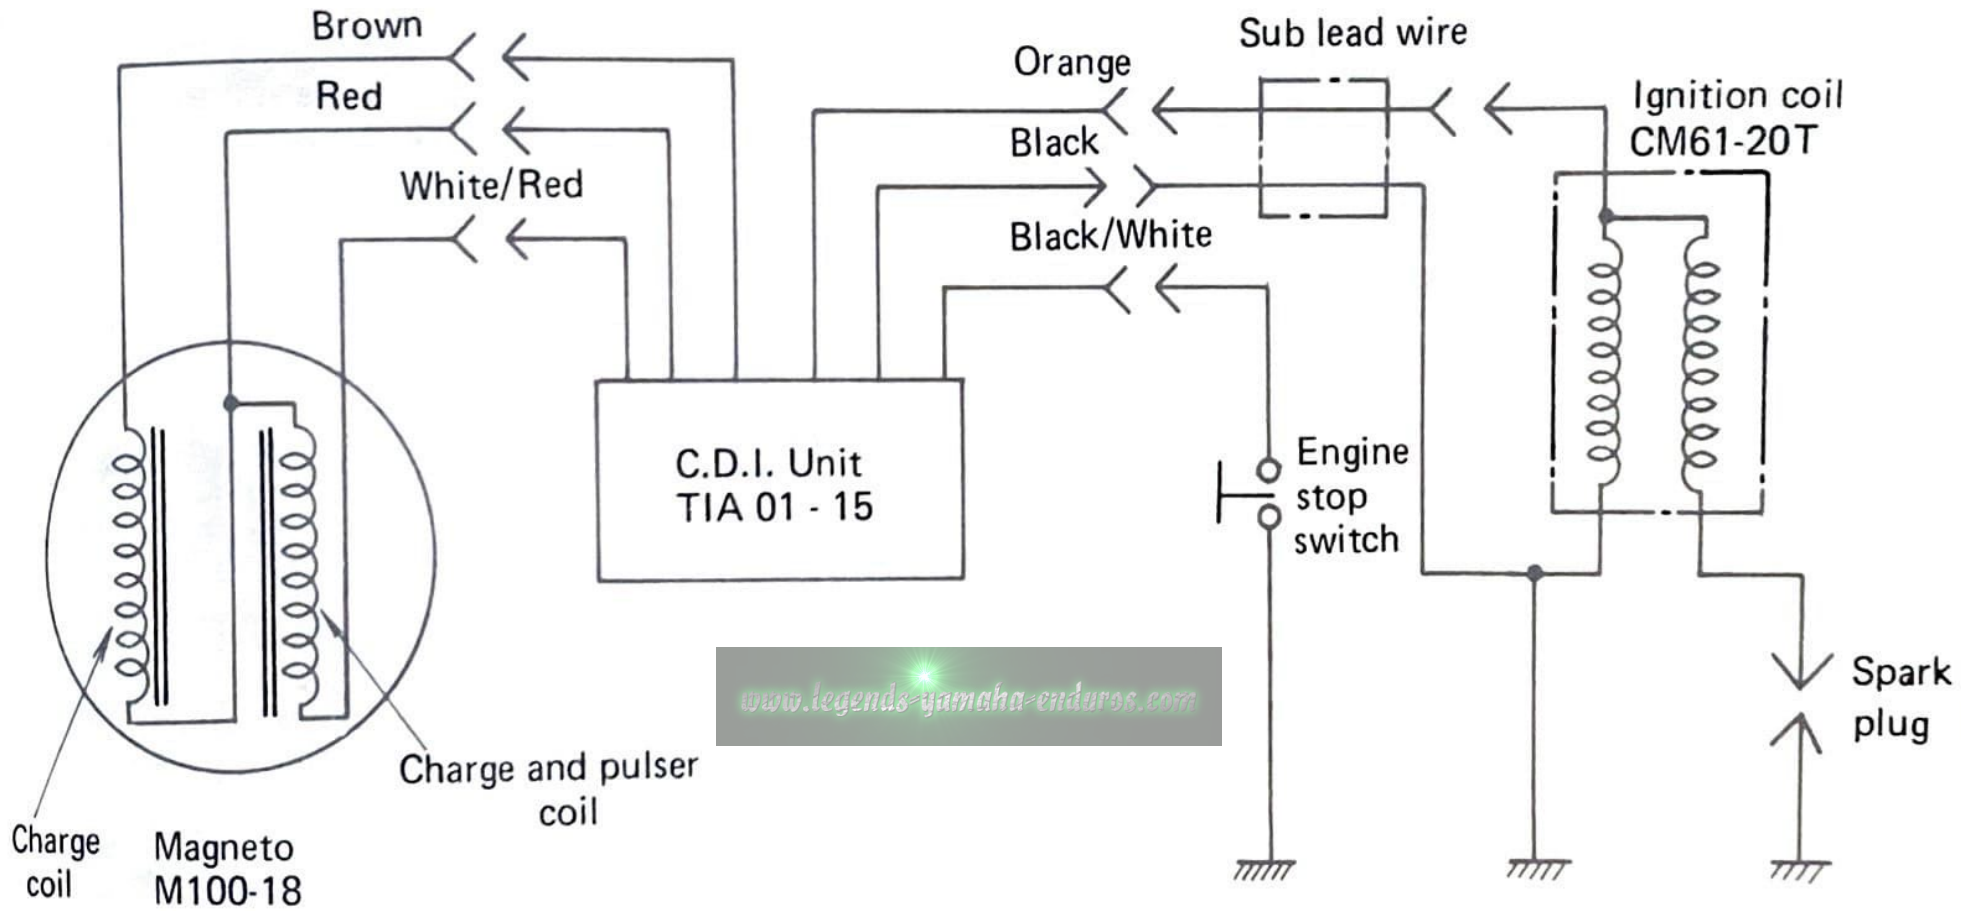 Brown
Red
White/Red
Orange
Black
Black/White
Sub lead wire
Ignition coil
CM61-20T
C.D.I. Unit
TIA 01 - 15
Engine
stop
switch
Spark
plug
www.legends-yamaha-enduros.com
Charge and pulser
coil
Charge
coil
Magneto
M100-18